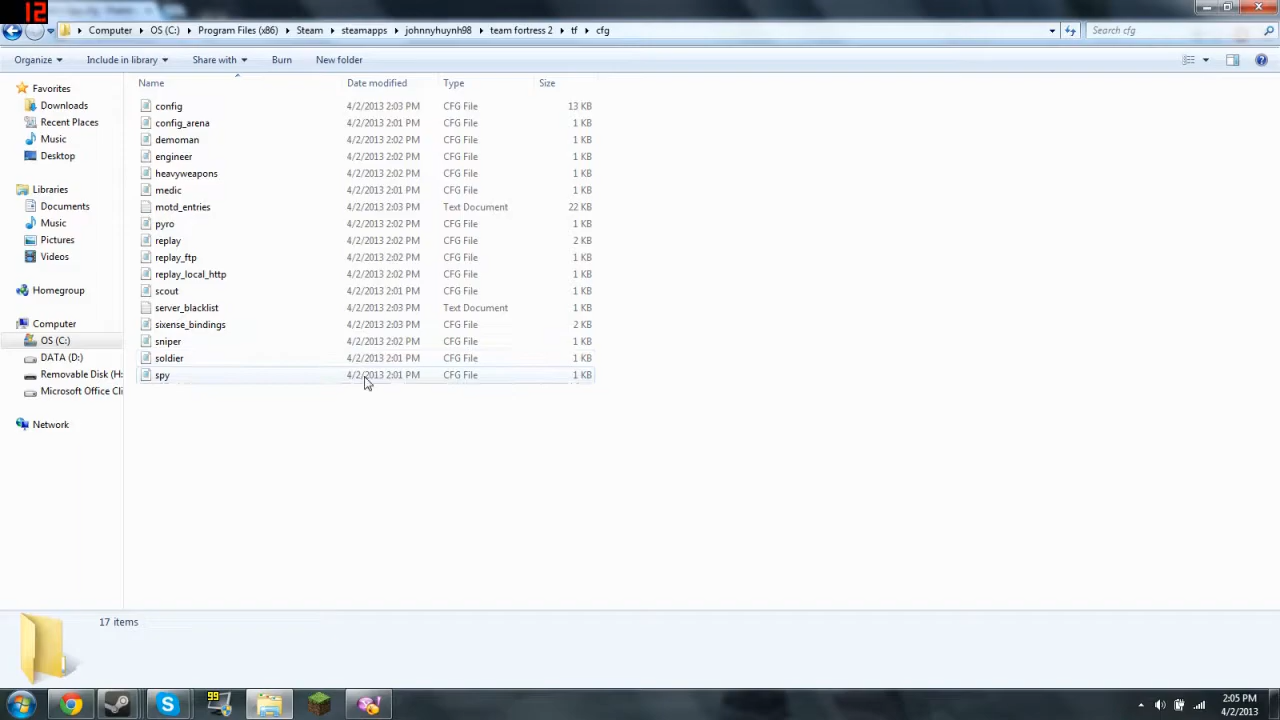 12
Computer ▸ OS (C:) ▸ Program Files (x86) ▸ Steam ▸ steamapps ▸ johnnyhuynh98 ▸ team fortress 2 ▸ tf ▸ cfg
Search cfg
Organize Include in library Share with Burn New folder
Name Date modified Type Size
Favorites
Downloads
Recent Places
Music
Desktop
Libraries
Documents
Music
Pictures
Videos
Homegroup
Computer
OS (C:)
DATA (D:)
Removable Disk (H:
Microsoft Office Cli
Network
config 4/2/2013 2:03 PM CFG File 13 KB
config_arena 4/2/2013 2:01 PM CFG File 1 KB
demoman 4/2/2013 2:02 PM CFG File 1 KB
engineer 4/2/2013 2:02 PM CFG File 1 KB
heavyweapons 4/2/2013 2:02 PM CFG File 1 KB
medic 4/2/2013 2:01 PM CFG File 1 KB
motd_entries 4/2/2013 2:03 PM Text Document 22 KB
pyro 4/2/2013 2:02 PM CFG File 1 KB
replay 4/2/2013 2:02 PM CFG File 2 KB
replay_ftp 4/2/2013 2:02 PM CFG File 1 KB
replay_local_http 4/2/2013 2:02 PM CFG File 1 KB
scout 4/2/2013 2:01 PM CFG File 1 KB
server_blacklist 4/2/2013 2:03 PM Text Document 1 KB
sixense_bindings 4/2/2013 2:03 PM CFG File 2 KB
sniper 4/2/2013 2:02 PM CFG File 1 KB
soldier 4/2/2013 2:01 PM CFG File 1 KB
spy 4/2/2013 2:01 PM CFG File 1 KB
17 items
99
2:05 PM
4/2/2013